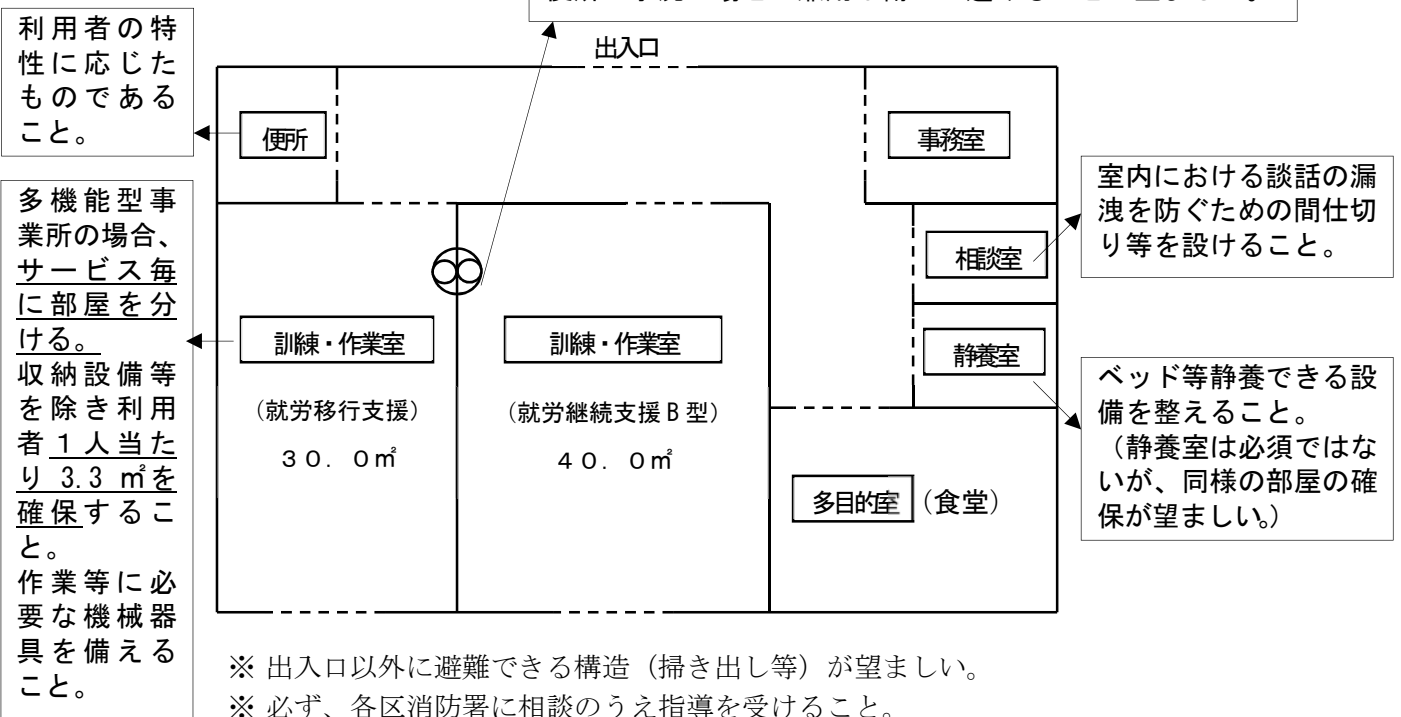 利用者の特
性に応じた
ものである
こと。
出入口
便所
事務室
室内における談話の漏
洩を防ぐための間仕切
り等を設けること。
相談室
多機能型事
業所の場合、
サービス毎
に部屋を分
ける。
収納設備等
を除き利用
者1人当た
り 3.3 ㎡を
確保するこ
と。
作業等に必
要な機械器
具を備える
こと。
訓練・作業室
(就労移行支援)
30.0㎡
訓練・作業室
(就労継続支援B型)
40.0㎡
静養室
ベッド等静養できる設
備を整えること。
(静養室は必須ではな
いが、同様の部屋の確
保が望ましい。)
多目的室 (食堂)
※ 出入口以外に避難できる構造(掃き出し等)が望ましい。
※ 必ず、各区消防署に相談のうえ指導を受けること。